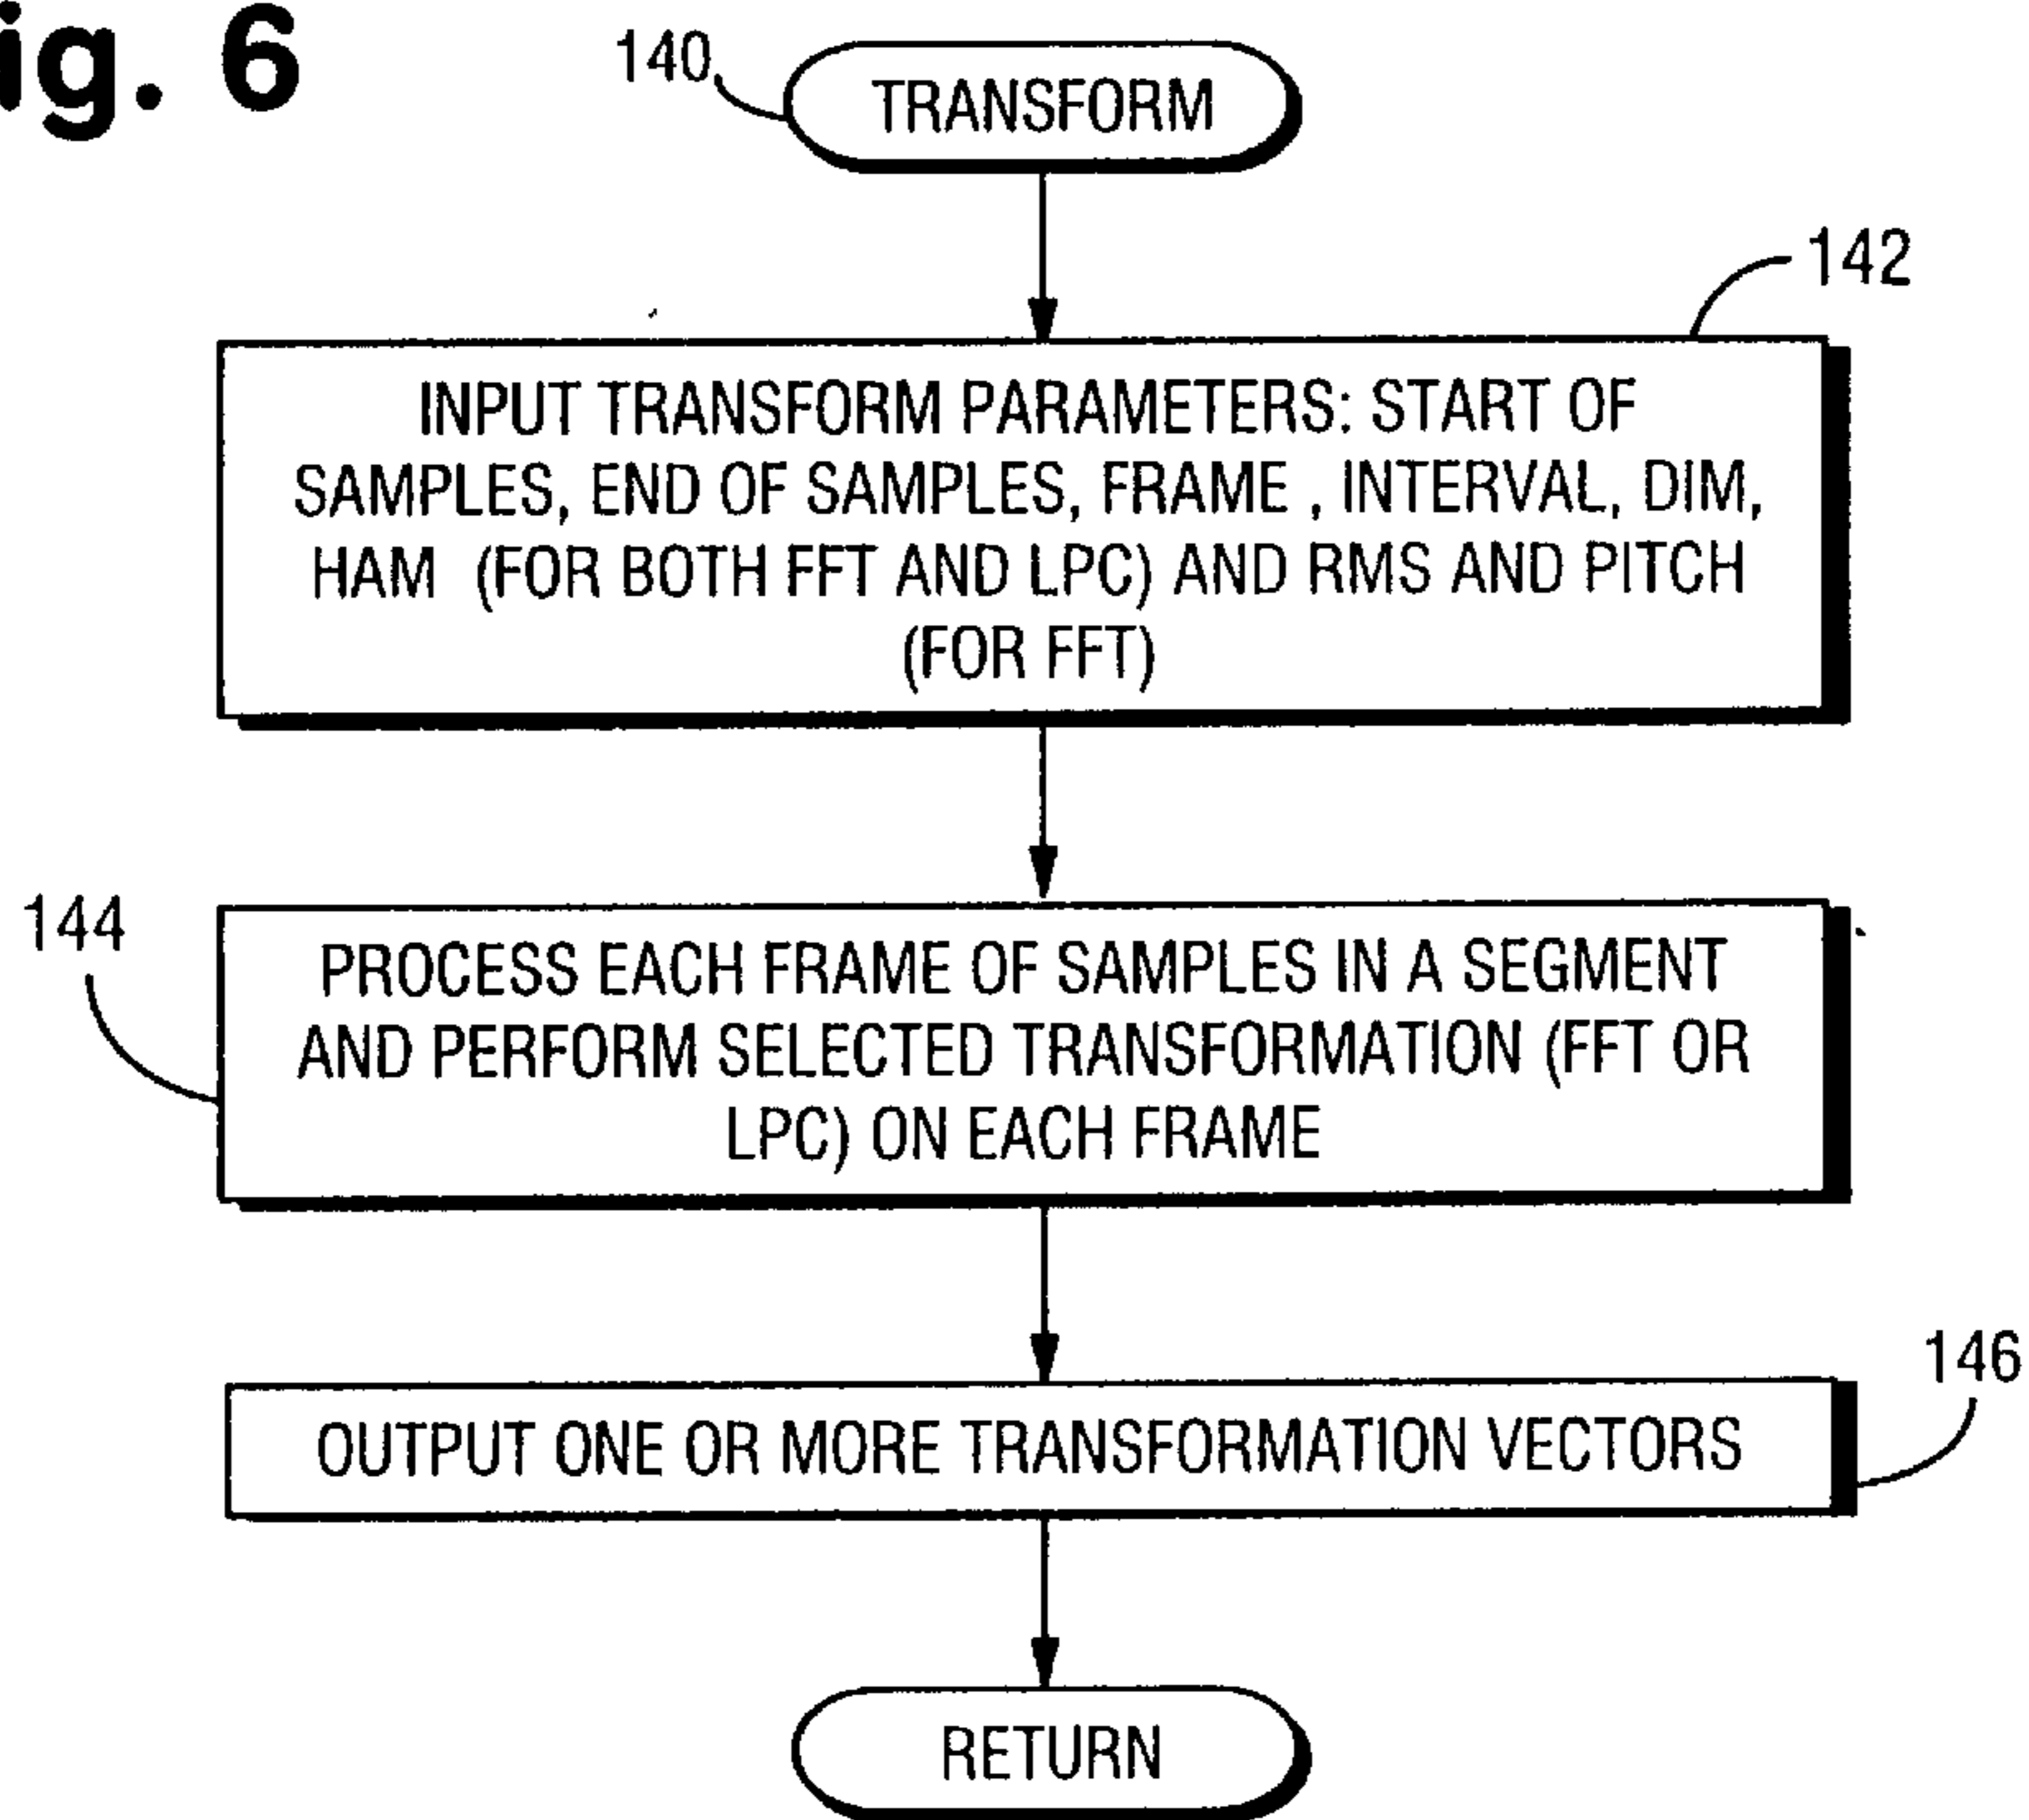 ig. 6
140
TRANSFORM
142
INPUT TRANSFORM PARAMETERS: START OF
SAMPLES, END OF SAMPLES, FRAME , INTERVAL, DIM,
HAM (FOR BOTH FFT AND LPC) AND RMS AND PITCH
(FOR FFT)
144
PROCESS EACH FRAME OF SAMPLES IN A SEGMENT
AND PERFORM SELECTED TRANSFORMATION (FFT OR
LPC) ON EACH FRAME
146
OUTPUT ONE OR MORE TRANSFORMATION VECTORS
RETURN